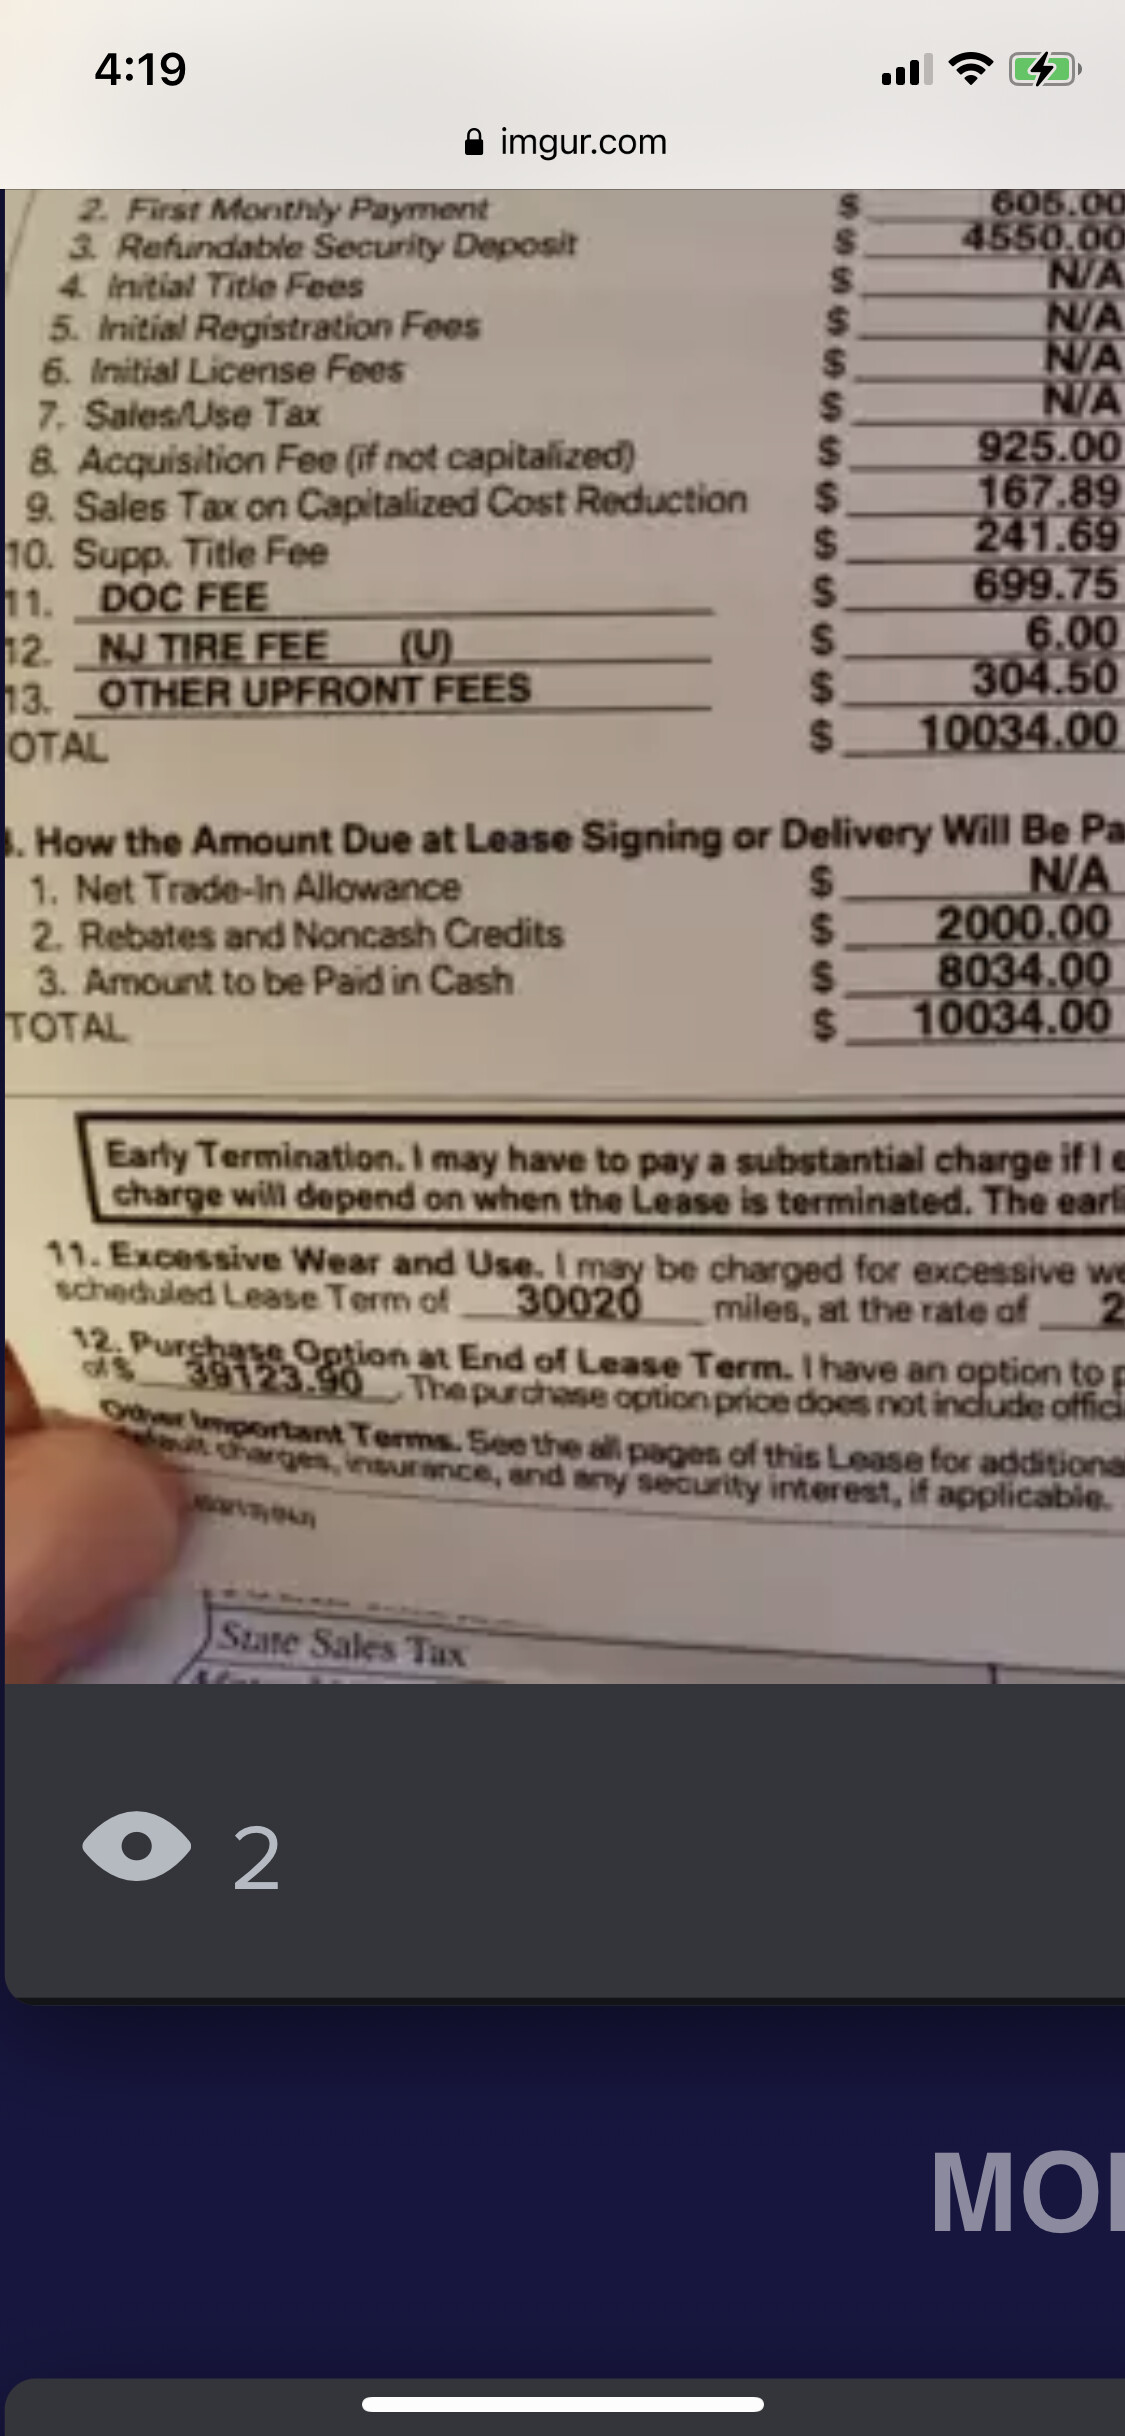 4:19
imgur.com
2. First Monthly Payment $ 605.00
3. Refundable Security Deposit $ 4550.00
4. Initial Title Fees $ N/A
5. Initial Registration Fees $ N/A
6. Initial License Fees $ N/A
7. Sales/Use Tax $ N/A
8. Acquisition Fee (if not capitalized) $ 925.00
9. Sales Tax on Capitalized Cost Reduction $ 167.89
10. Supp. Title Fee $ 241.69
11. DOC FEE $ 699.75
12. NJ TIRE FEE (U) $ 6.00
13. OTHER UPFRONT FEES $ 304.50
OTAL $ 10034.00
. How the Amount Due at Lease Signing or Delivery Will Be Pa
1. Net Trade-In Allowance $ N/A
2. Rebates and Noncash Credits $ 2000.00
3. Amount to be Paid in Cash $ 8034.00
TOTAL $ 10034.00
Early Termination. I may have to pay a substantial charge if I e
charge will depend on when the Lease is terminated. The earli
11. Excessive Wear and Use. I may be charged for excessive we
scheduled Lease Term of 30020 miles, at the rate of 2
12. Purchase Option at End of Lease Term. I have an option to p
of $ 39123.90. The purchase option price does not include offici
Other Important Terms. See the all pages of this Lease for additiona
default charges, insurance, and any security interest, if applicable.
State Sales Tax
2
MO